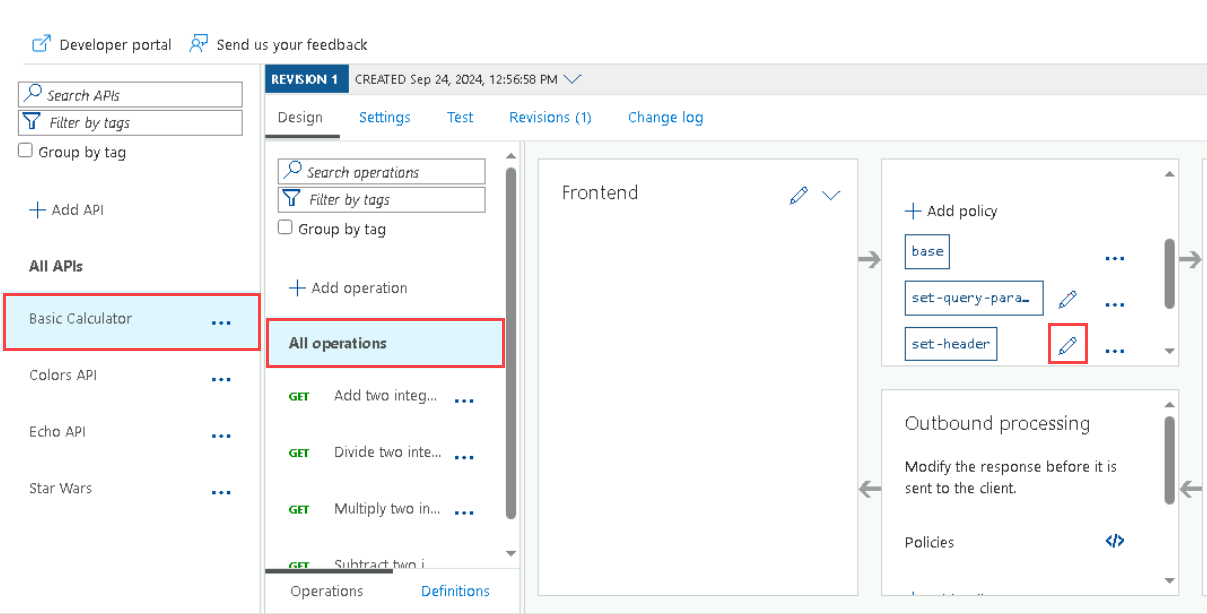 Developer portal
Send us your feedback
Search APIs
Filter by tags
Group by tag
Add API
All APIs
Basic Calculator
Colors API
Echo API
Star Wars
REVISION 1
CREATED Sep 24, 2024, 12:56:58 PM
Design
Settings
Test
Revisions (1)
Change log
Search operations
Filter by tags
Group by tag
Add operation
All operations
GET Add two integ...
GET Divide two inte...
GET Multiply two in...
GET Subtract two i
Operations
Definitions
Frontend
Add policy
base
set-query-para…
set-header
Outbound processing
Modify the response before it is
sent to the client.
Policies
</>